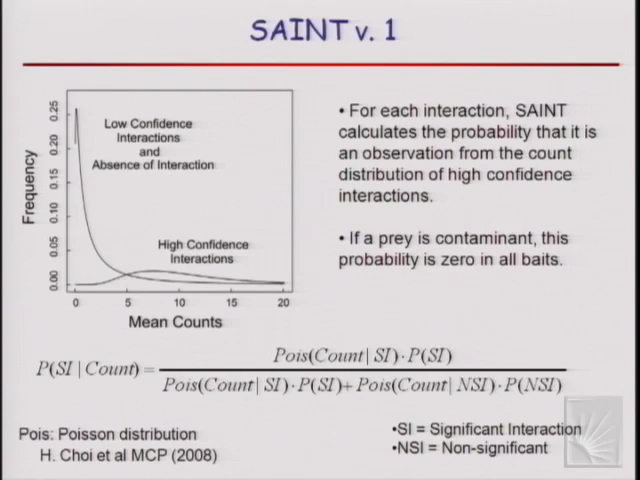 SAINT v. 1
0.00 0.05 0.10 0.15 0.20 0.25
Frequency
Low Confidence
Interactions
and
Absence of Interaction
High Confidence
Interactions
0 5 10 15 20
Mean Counts
• For each interaction, SAINT
calculates the probability that it is
an observation from the count
distribution of high confidence
interactions.
• If a prey is contaminant, this
probability is zero in all baits.
P(SI | Count) = Pois(Count | SI)·P(SI)
Pois(Count | SI)·P(SI)+ Pois(Count | NSI)·P(NSI)
Pois: Poisson distribution
H. Choi et al MCP (2008)
•SI = Significant Interaction
•NSI = Non-significant